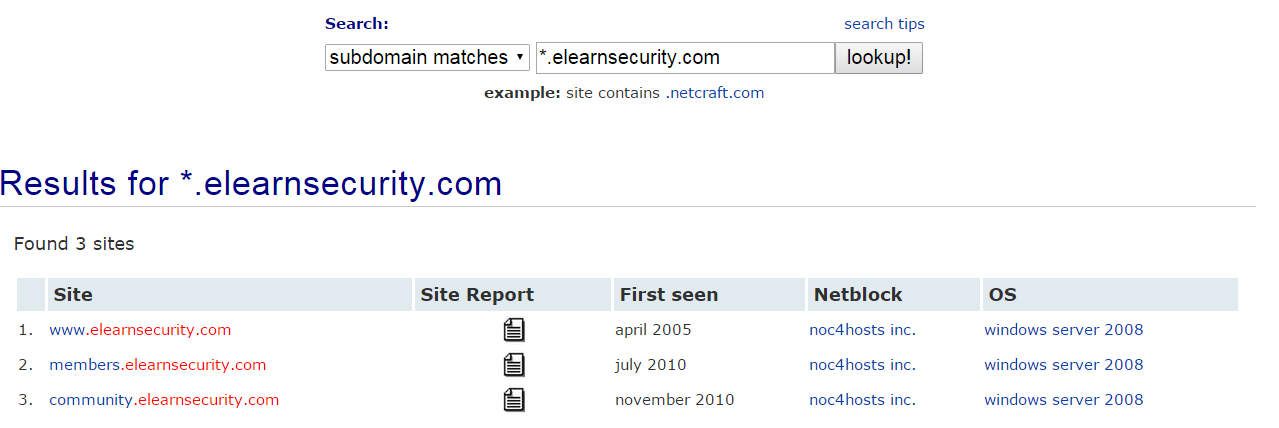 Search: search tips
subdomain matches *.elearnsecurity.com lookup!
example: site contains .netcraft.com
Results for *.elearnsecurity.com
Found 3 sites
Site Site Report First seen Netblock OS
1. www.elearnsecurity.com april 2005 noc4hosts inc. windows server 2008
2. members.elearnsecurity.com july 2010 noc4hosts inc. windows server 2008
3. community.elearnsecurity.com november 2010 noc4hosts inc. windows server 2008